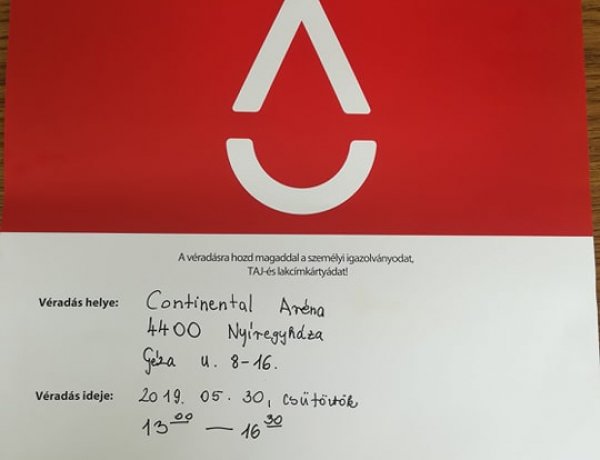 A véradásra hozd magaddal a személyi igazolványodat,
TAJ-és lakcímkártyádat!
Véradás helye: Continental Aréna
4400 Nyíregyháza
Géza u. 8-16.
Véradás ideje: 2019. 05. 30, csütörtök
13⁰⁰ — 16³⁰